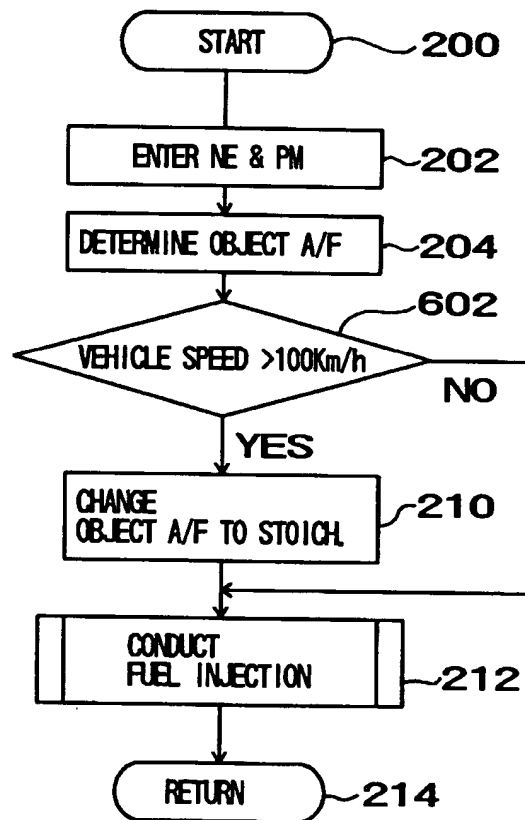 START
200
ENTER NE & PM
202
DETERMINE OBJECT A/F
204
602
VEHICLE SPEED >100Km/h
NO
YES
CHANGE
OBJECT A/F TO STOICH.
210
CONDUCT
FUEL INJECTION
212
RETURN
214